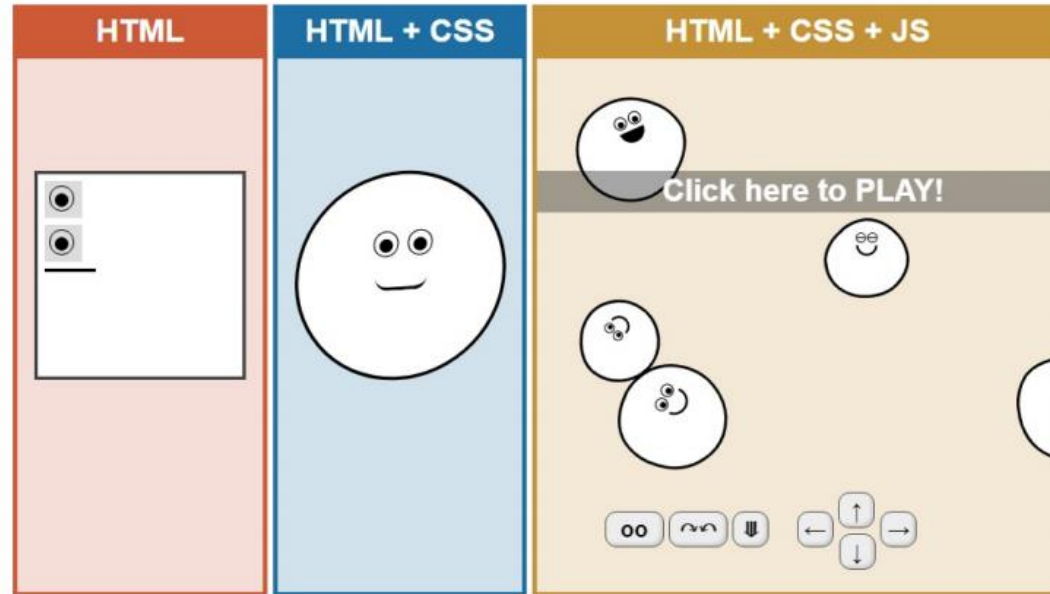 HTML
HTML + CSS
HTML + CSS + JS
Click here to PLAY!
oo
← ↑ ↓ →